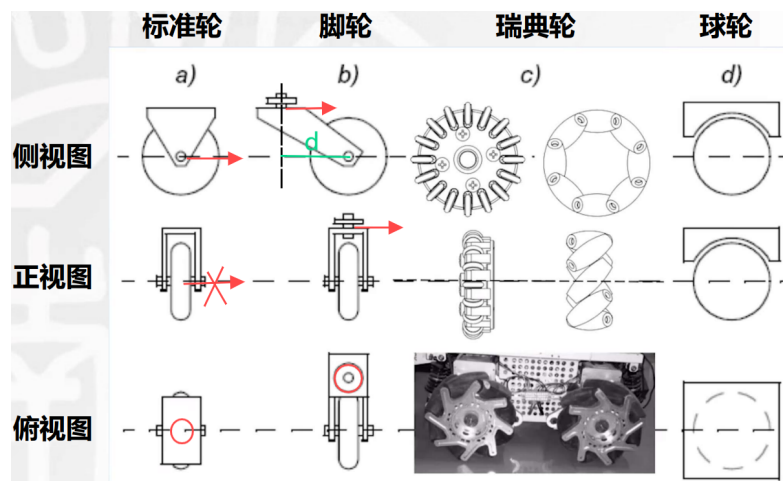 标准轮 脚轮 瑞典轮 球轮
a) b) c) d)
d
侧视图
正视图
俯视图